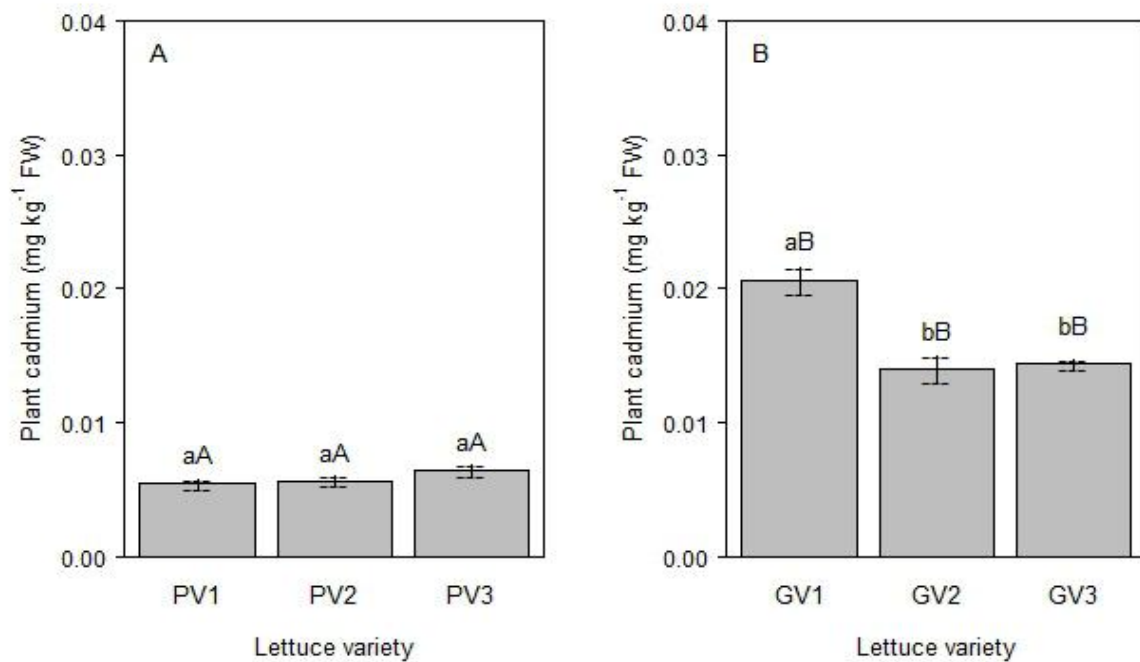 A
Plant cadmium (mg kg⁻¹ FW)
0.04
0.03
0.02
0.01
0.00
aA
aA
aA
PV1
PV2
PV3
Lettuce variety
B
Plant cadmium (mg kg⁻¹ FW)
0.04
0.03
0.02
0.01
0.00
aB
bB
bB
GV1
GV2
GV3
Lettuce variety